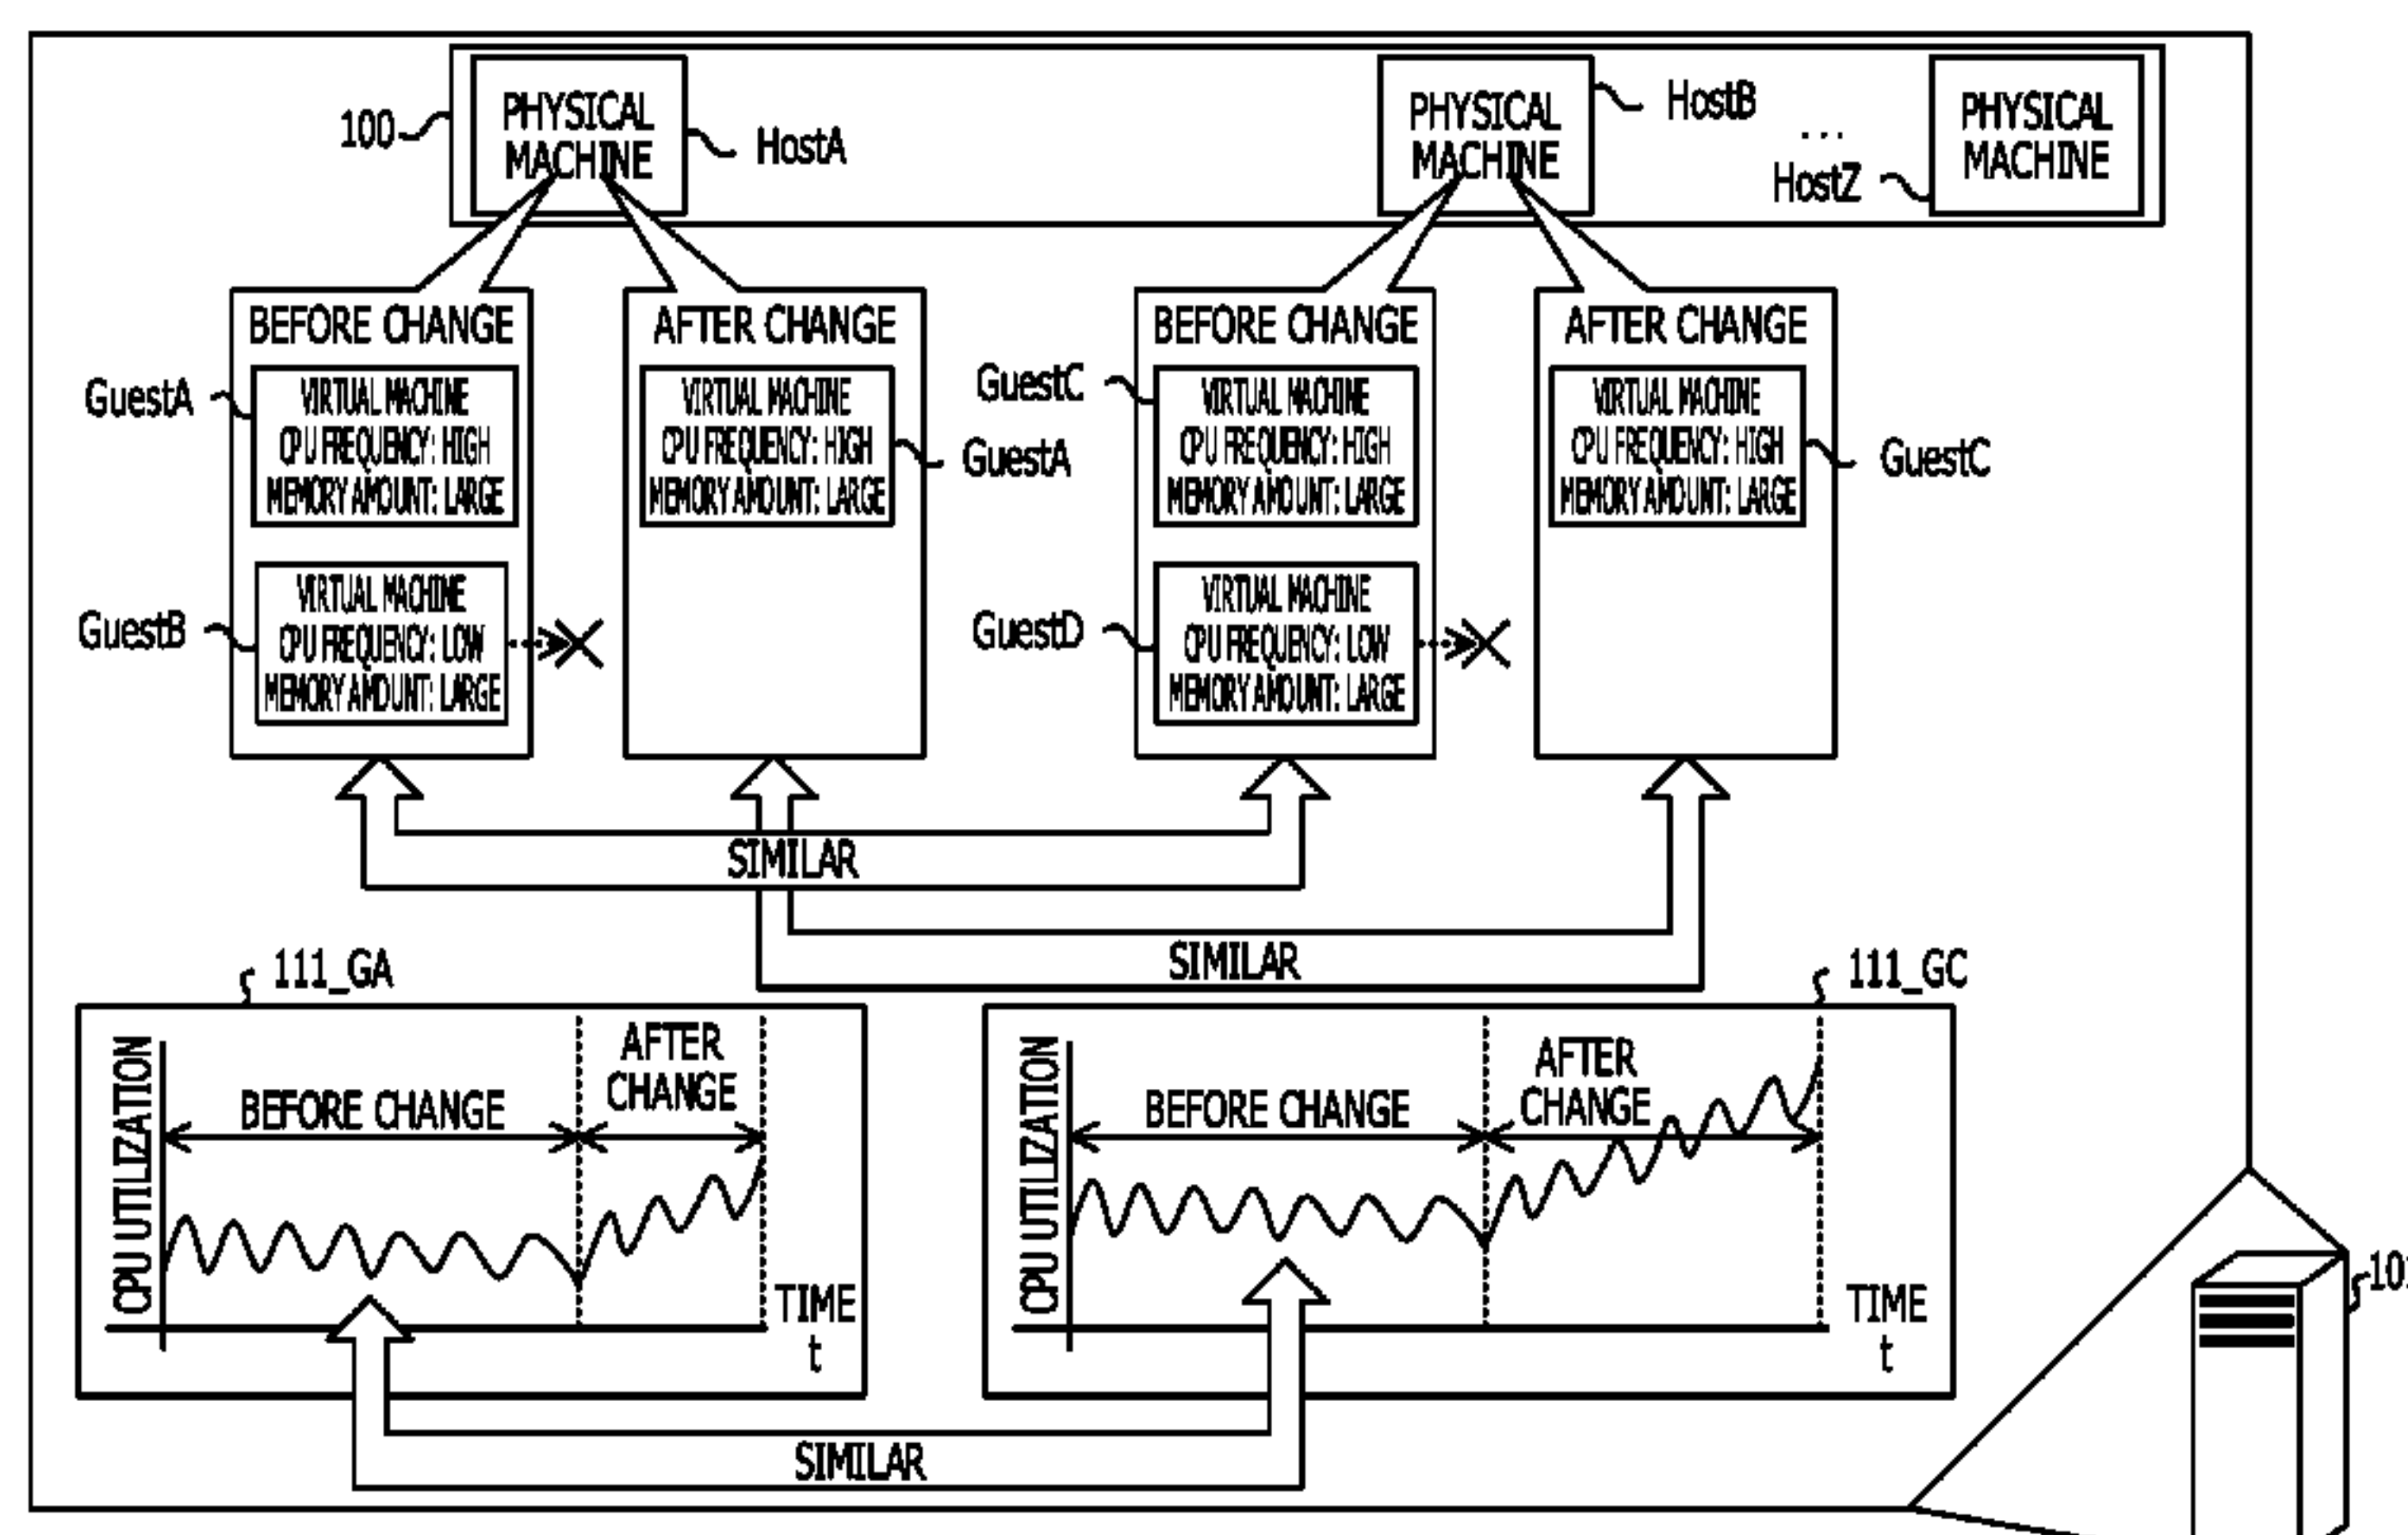 100
PHYSICAL
MACHINE
HostA
PHYSICAL
MACHINE
HostB
...
HostZ
PHYSICAL
MACHINE
BEFORE CHANGE
GuestA
VIRTUAL MACHINE
CPU FREQUENCY: HIGH
MEMORY AMOUNT: LARGE
GuestB
VIRTUAL MACHINE
CPU FREQUENCY: LOW
MEMORY AMOUNT: LARGE
AFTER CHANGE
VIRTUAL MACHINE
CPU FREQUENCY: HIGH
MEMORY AMOUNT: LARGE
GuestA
BEFORE CHANGE
GuestC
VIRTUAL MACHINE
CPU FREQUENCY: HIGH
MEMORY AMOUNT: LARGE
GuestD
VIRTUAL MACHINE
CPU FREQUENCY: LOW
MEMORY AMOUNT: LARGE
AFTER CHANGE
VIRTUAL MACHINE
CPU FREQUENCY: HIGH
MEMORY AMOUNT: LARGE
GuestC
SIMILAR
SIMILAR
111_GA
CPU UTILIZATION
BEFORE CHANGE
AFTER
CHANGE
TIME
t
111_GC
CPU UTILIZATION
BEFORE CHANGE
AFTER
CHANGE
TIME
t
SIMILAR